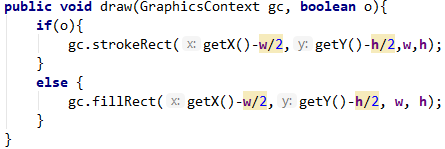 public void draw(GraphicsContext gc, boolean o){
if(o){
gc.strokeRect( x: getX()-w/2, y: getY()-h/2,w,h);
}
else {
gc.fillRect( x: getX()-w/2, y: getY()-h/2, w, h);
}
}